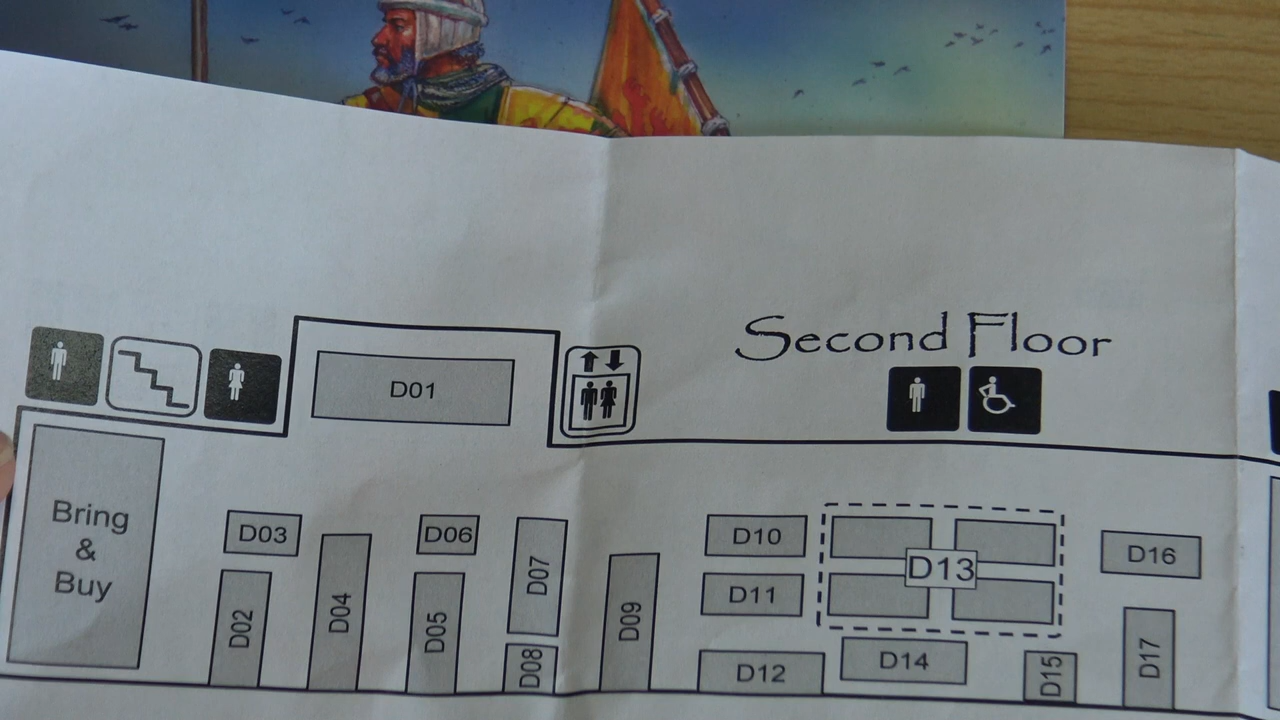 Second Floor
D01
Bring
&
Buy
D03
D06
D07
D10
D13
D16
D02
D04
D05
D08
D09
D11
D12
D14
D15
D17